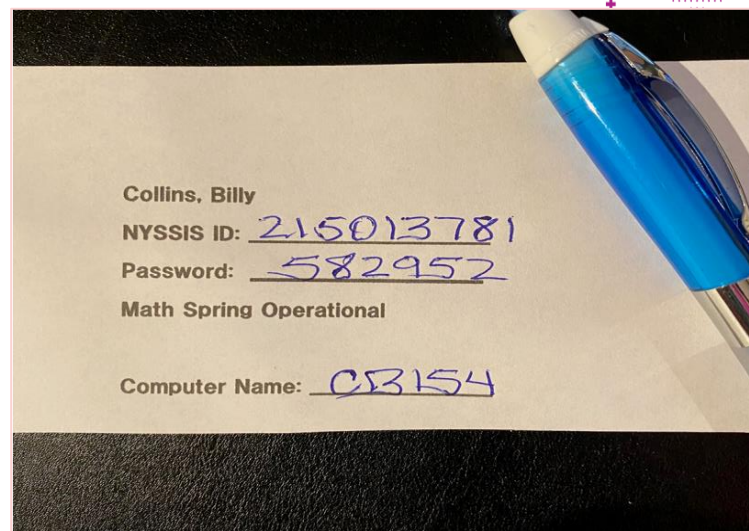 Collins, Billy
NYSSIS ID: 215013781
Password: 582952
Math Spring Operational
Computer Name: CB154